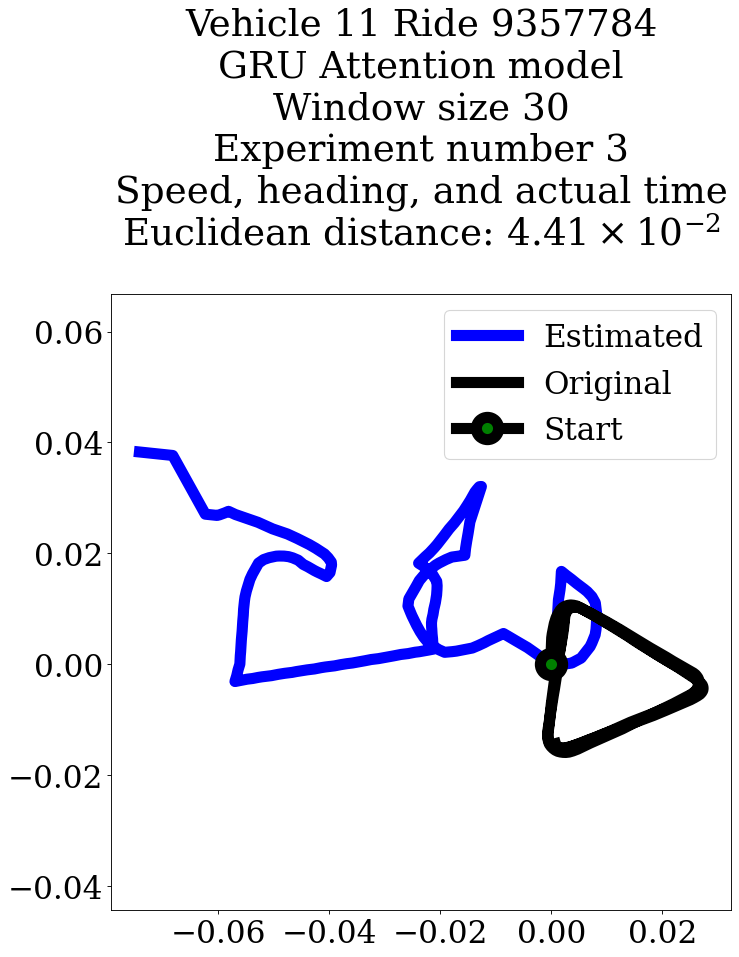 Vehicle 11 Ride 9357784
GRU Attention model
Window size 30
Experiment number 3
Speed, heading, and actual time
Euclidean distance: 4.41 × 10⁻²
Estimated
Original
Start
0.06
0.04
0.02
0.00
−0.02
−0.04
−0.06 −0.04 −0.02 0.00 0.02